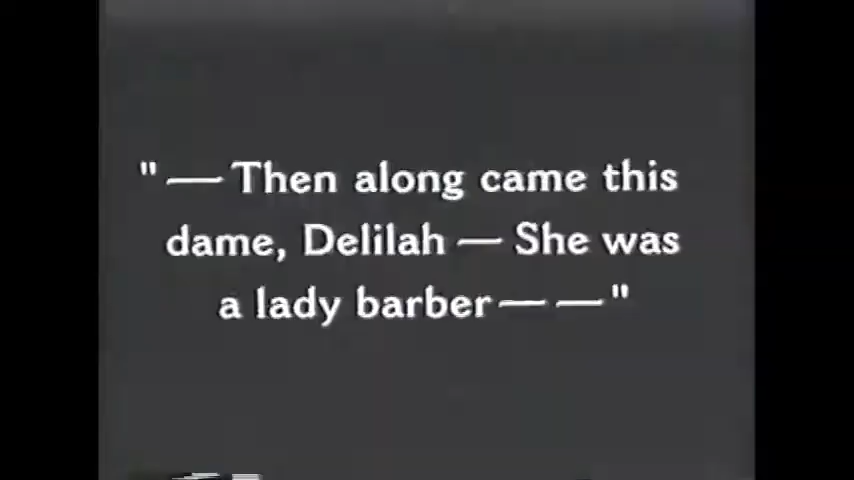 "— Then along came this
dame, Delilah — She was
a lady barber — — "